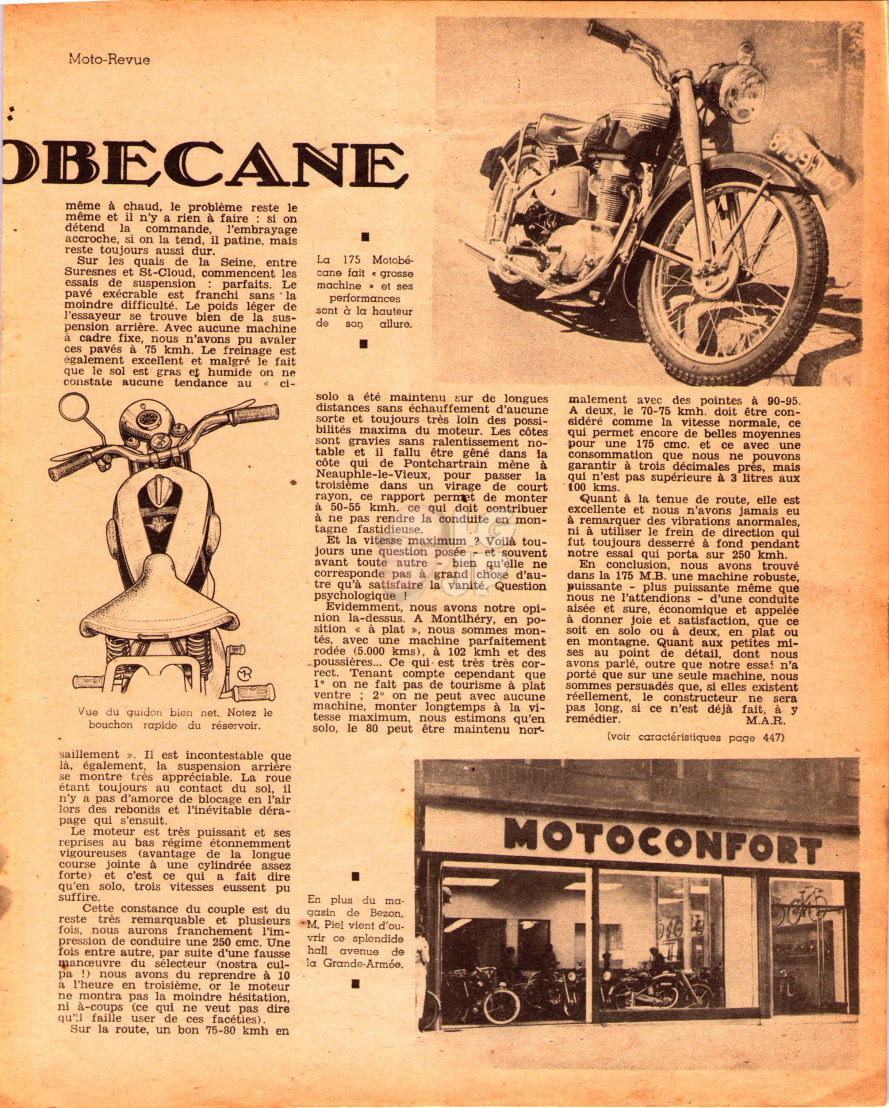 Moto-Revue
OBECANE
même à chaud, le problème reste le
même et il n'y a rien à faire : si on
détend la commande, l'embrayage
accroche, si on la tend, il patine, mais
reste toujours aussi dur.
Sur les quais de la Seine, entre
Suresnes et St-Cloud, commencent les
essais de suspension : parfaits. Le
pavé exécrable est franchi sans la
moindre difficulté. Le poids léger de
l'essayeur se trouve bien de la sus-
pension arrière. Avec aucune machine
à cadre fixe, nous n'avons pu avaler
ces pavés à 75 kmh. Le freinage est
également excellent et malgré le fait
que le sol est gras et humide on ne
constate aucune tendance au « ci-
La 175 Motobé-
cane fait « grosse
machine » et ses
performances
sont à la hauteur
de son allure.
Vue du guidon bien net. Notez le
bouchon rapide du réservoir.
saillement ». Il est incontestable que
là, également, la suspension arrière
se montre très appréciable. La roue
étant toujours au contact du sol, il
n'y a pas d'amorce de blocage en l'air
lors des rebonds et l'inévitable déra-
page qui s'ensuit.
Le moteur est très puissant et ses
reprises au bas régime étonnemment
vigoureuses (avantage de la longue
course jointe à une cylindrée assez
forte) et c'est ce qui a fait dire
qu'en solo, trois vitesses eussent pu
suffire.
Cette constance du couple est du
reste très remarquable et plusieurs
fois, nous aurons franchement l'im-
pression de conduire une 250 cmc. Une
fois entre autre, par suite d'une fausse
manœuvre du sélecteur (nostra cul-
pa !) nous avons du reprendre à 10
à l'heure en troisième, or le moteur
ne montra pas la moindre hésitation,
ni à-coups (ce qui ne veut pas dire
qu'il faille user de ces facéties).
Sur la route, un bon 75-80 kmh en
solo a été maintenu sur de longues
distances sans échauffement d'aucune
sorte et toujours très loin des possi-
bilités maxima du moteur. Les côtes
sont gravies sans ralentissement no-
table et il fallu être gêné dans la
côte qui de Pontchartrain mène à
Neauphle-le-Vieux, pour passer la
troisième dans un virage de court
rayon, ce rapport permet de monter
à 50-55 kmh. ce qui doit contribuer
à ne pas rendre la conduite en mon-
tagne fastidieuse.
Et la vitesse maximum ? Voilà tou-
jours une question posée - et souvent
avant toute autre - bien qu'elle ne
corresponde pas à grand chose d'au-
tre qu'à satisfaire la vanité. Question
psychologique !
Evidemment, nous avons notre opi-
nion la-dessus. A Montlhéry, en po-
sition « à plat », nous sommes mon-
tés, avec une machine parfaitement
rodée (5.000 kms), à 102 kmh et des
poussières... Ce qui est très très cor-
rect. Tenant compte cependant que
1° on ne fait pas de tourisme à plat
ventre ; 2° on ne peut avec aucune
machine, monter longtemps à la vi-
tesse maximum, nous estimons qu'en
solo, le 80 peut être maintenu nor-
malement avec des pointes à 90-95.
A deux, le 70-75 kmh. doit être con-
sidéré comme la vitesse normale, ce
qui permet encore de belles moyennes
pour une 175 cmc. et ce avec une
consommation que nous ne pouvons
garantir à trois décimales près, mais
qui n'est pas supérieure à 3 litres aux
100 kms.
Quant à la tenue de route, elle est
excellente et nous n'avons jamais eu
à remarquer des vibrations anormales,
ni à utiliser le frein de direction qui
fut toujours desserré à fond pendant
notre essai qui porta sur 250 kmh.
En conclusion, nous avons trouvé
dans la 175 M.B. une machine robuste,
puissante - plus puissante même que
nous ne l'attendions - d'une conduite
aisée et sure, économique et appelée
à donner joie et satisfaction, que ce
soit en solo ou à deux, en plat ou
en montagne. Quant aux petites mi-
ses au point de détail, dont nous
avons parlé, outre que notre essai n'a
porté que sur une seule machine, nous
sommes persuadés que, si elles existent
réellement, le constructeur ne sera
pas long, si ce n'est déjà fait, à y
remédier. M.A.R.
(voir caractéristiques page 447)
En plus du ma-
gasin de Bezon,
M. Piel vient d'ou-
vrir ce splendide
hall avenue de
la Grande-Armée.
MOTOCONFORT